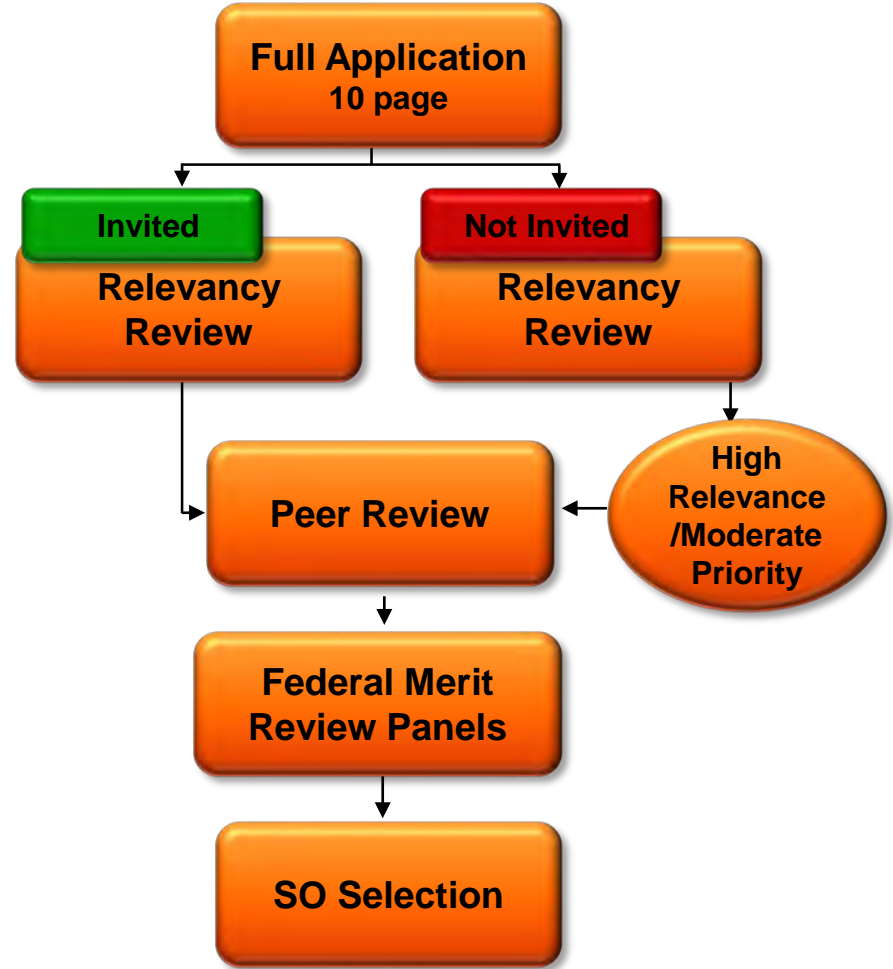 Full Application
10 page
Invited
Relevancy
Review
Not Invited
Relevancy
Review
High
Relevance
/Moderate
Priority
Peer Review
Federal Merit
Review Panels
SO Selection